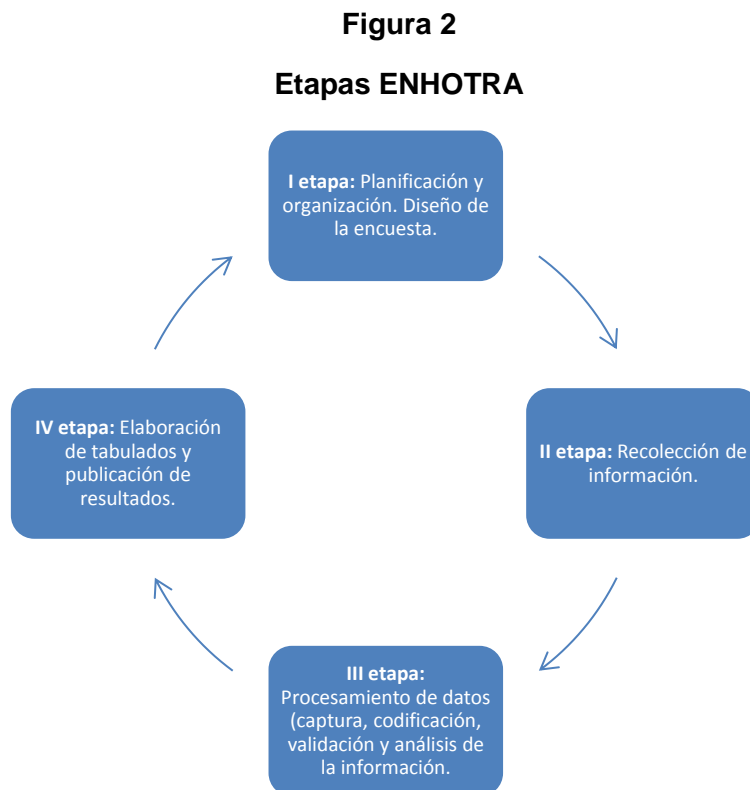 Figura 2
Etapas ENHOTRA
I etapa: Planificación y
organización. Diseño de
la encuesta.
II etapa: Recolección de
información.
III etapa:
Procesamiento de datos
(captura, codificación,
validación y análisis de
la información.
IV etapa: Elaboración
de tabulados y
publicación de
resultados.